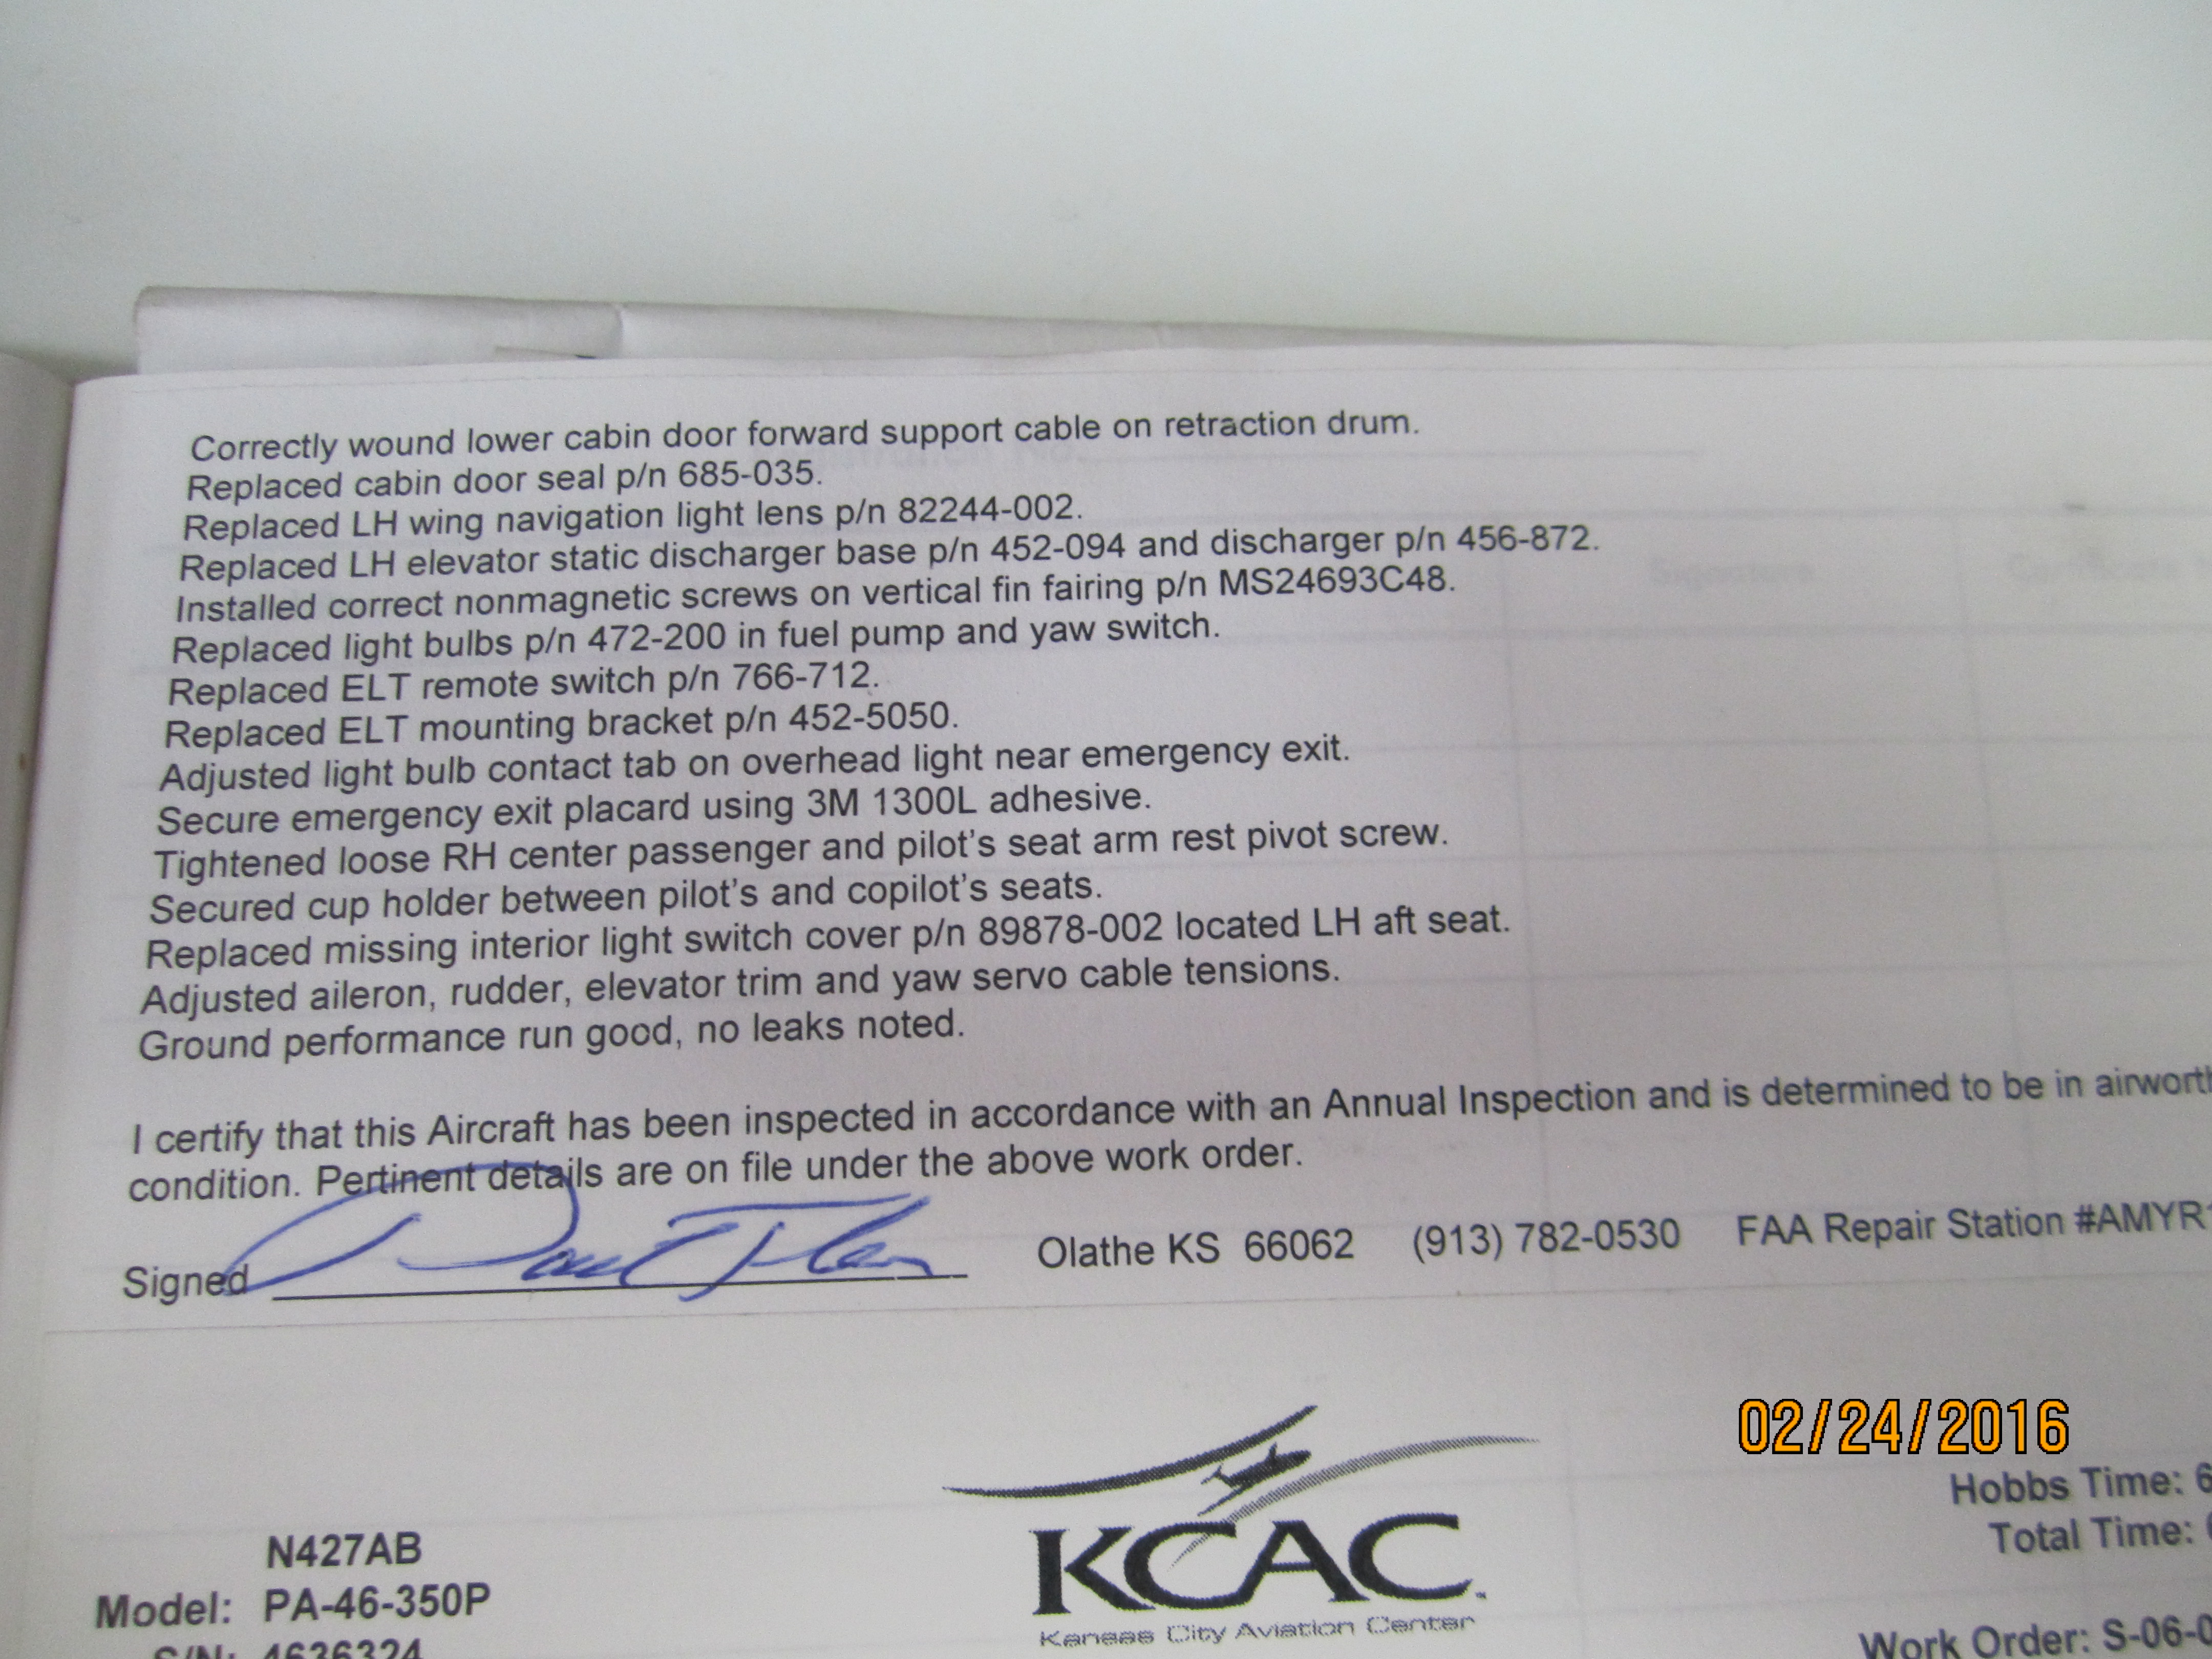 Correctly wound lower cabin door forward support cable on retraction drum.
Replaced cabin door seal p/n 685-035.
Replaced LH wing navigation light lens p/n 82244-002.
Replaced LH elevator static discharger base p/n 452-094 and discharger p/n 456-872.
Installed correct nonmagnetic screws on vertical fin fairing p/n MS24693C48.
Replaced light bulbs p/n 472-200 in fuel pump and yaw switch.
Replaced ELT remote switch p/n 766-712.
Replaced ELT mounting bracket p/n 452-5050.
Adjusted light bulb contact tab on overhead light near emergency exit.
Secure emergency exit placard using 3M 1300L adhesive.
Tightened loose RH center passenger and pilot's seat arm rest pivot screw.
Secured cup holder between pilot's and copilot's seats.
Replaced missing interior light switch cover p/n 89878-002 located LH aft seat.
Adjusted aileron, rudder, elevator trim and yaw servo cable tensions.
Ground performance run good, no leaks noted.
I certify that this Aircraft has been inspected in accordance with an Annual Inspection and is determined to be in airworth
condition. Pertinent details are on file under the above work order.
Signed Olathe KS 66062 (913) 782-0530 FAA Repair Station #AMYR
02/24/2016
Hobbs Time: 6
Total Time:
N427AB
Model: PA-46-350P
S/N: 4636324
KCAC
Kansas City Aviation Center
Work Order: S-06-0